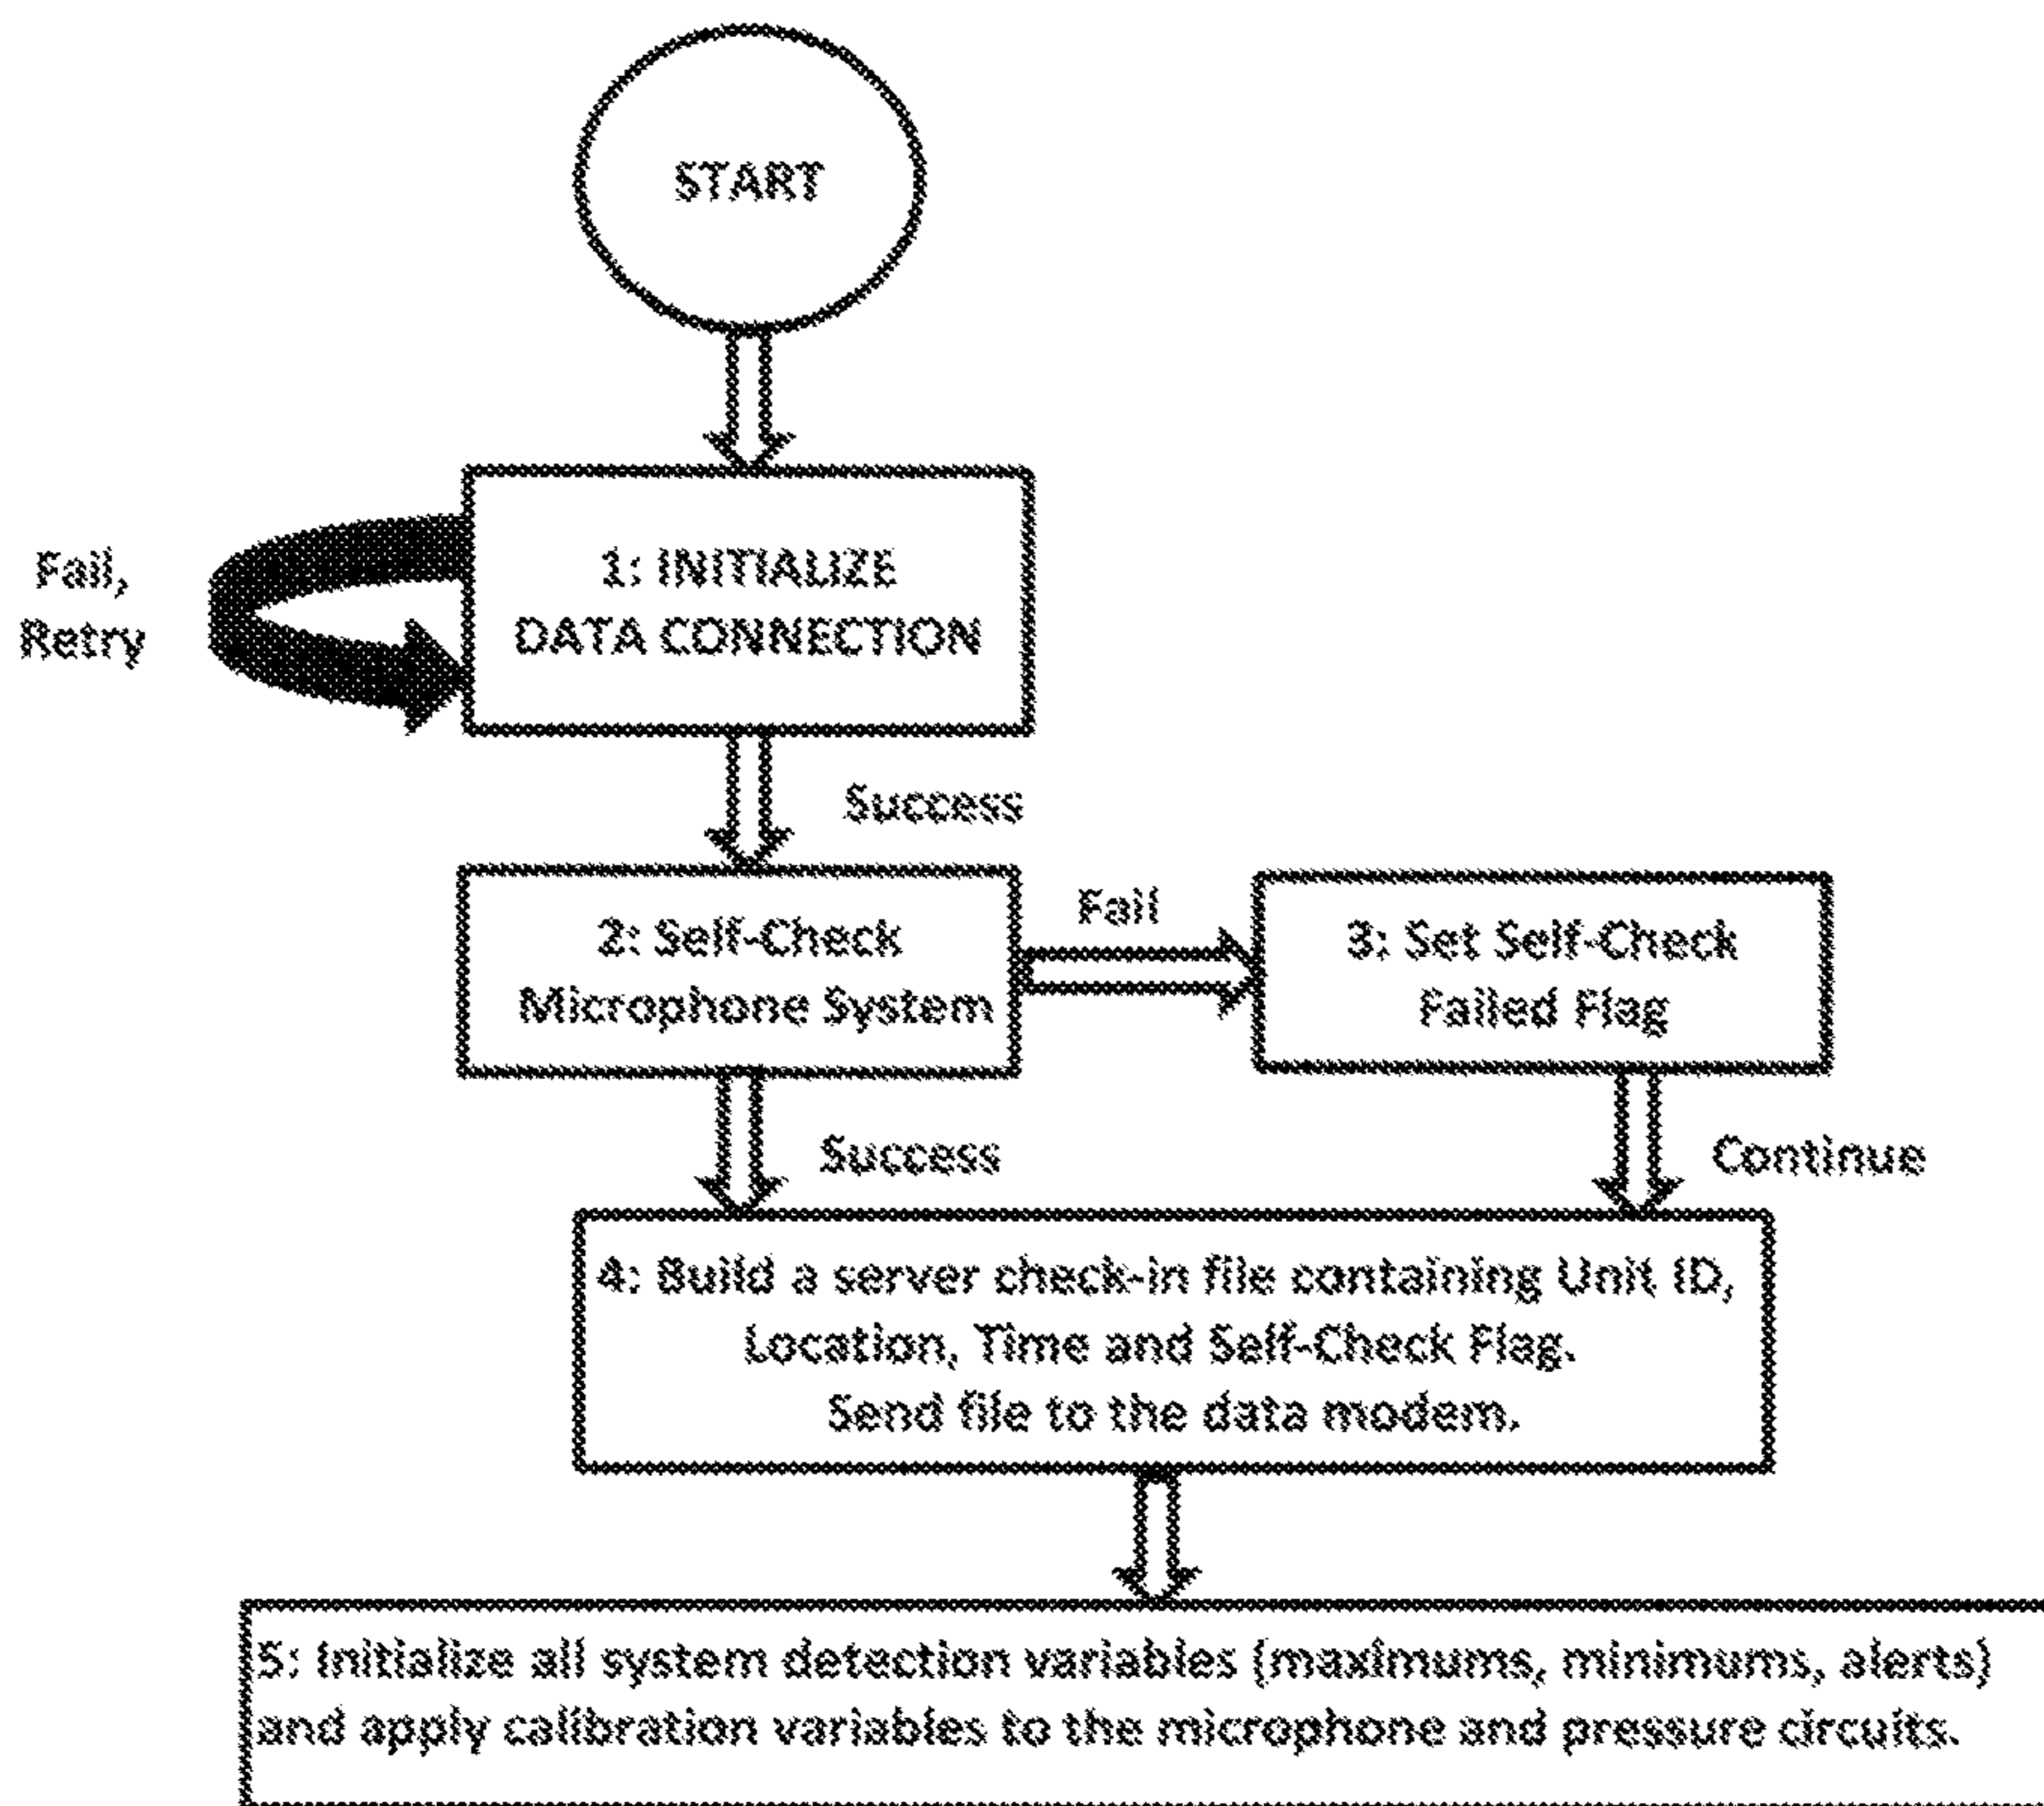 START
Fail,
Retry
1: INITIALIZE
DATA CONNECTION
Success
2: Self-Check
Microphone System
Fail
3: Set Self-Check
Failed Flag
Success
Continue
4: Build a server check-in file containing Unit ID,
Location, Time and Self-Check Flag.
Send file to the data modem.
5: Initialize all system detection variables (maximums, minimums, alerts)
and apply calibration variables to the microphone and pressure circuits.